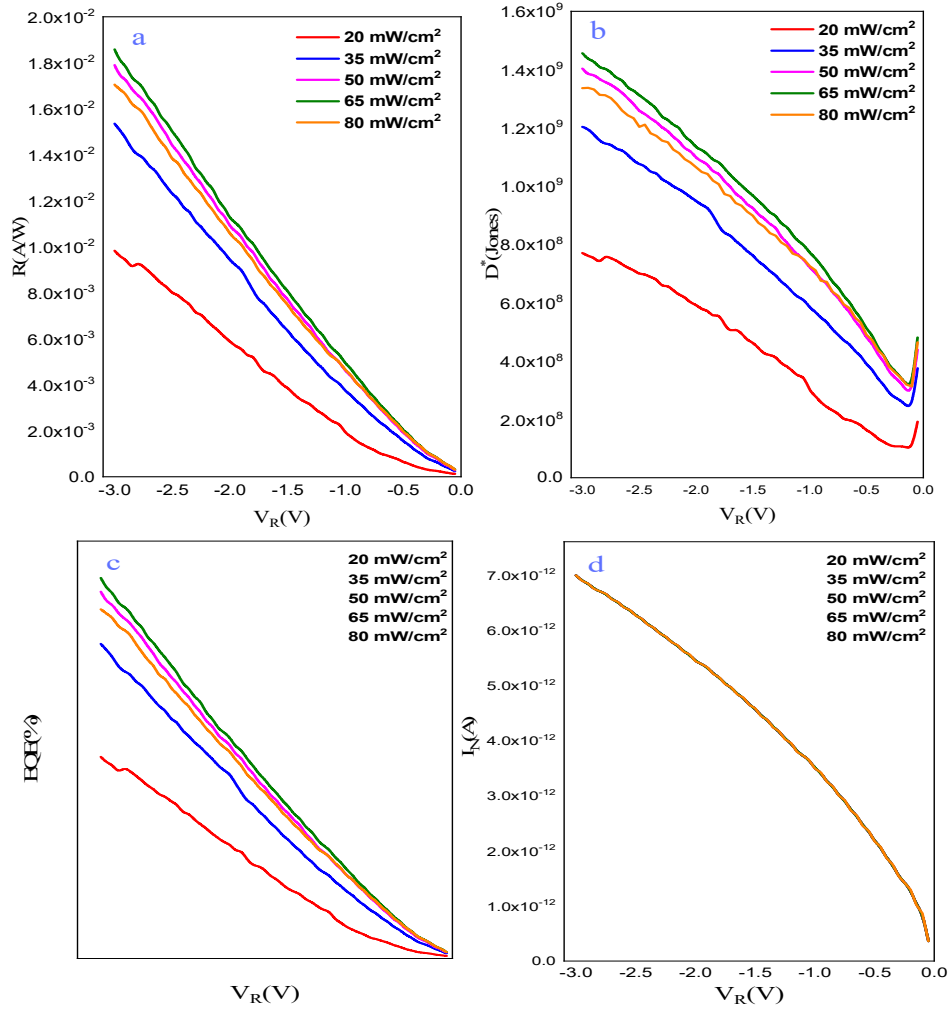 a
2.0x10⁻²
1.8x10⁻²
1.6x10⁻²
1.4x10⁻²
1.2x10⁻²
1.0x10⁻²
8.0x10⁻³
6.0x10⁻³
4.0x10⁻³
2.0x10⁻³
0.0
R(A/W)
20 mW/cm²
35 mW/cm²
50 mW/cm²
65 mW/cm²
80 mW/cm²
-3.0 -2.5 -2.0 -1.5 -1.0 -0.5 0.0
V_R(V)
b
1.6x10⁹
1.4x10⁹
1.2x10⁹
1.0x10⁹
8.0x10⁸
6.0x10⁸
4.0x10⁸
2.0x10⁸
0.0
D*(Jones)
20 mW/cm²
35 mW/cm²
50 mW/cm²
65 mW/cm²
80 mW/cm²
-3.0 -2.5 -2.0 -1.5 -1.0 -0.5 0.0
V_R(V)
c
EQE(%)
20 mW/cm²
35 mW/cm²
50 mW/cm²
65 mW/cm²
80 mW/cm²
V_R(V)
d
7.0x10⁻¹²
6.0x10⁻¹²
5.0x10⁻¹²
4.0x10⁻¹²
3.0x10⁻¹²
2.0x10⁻¹²
1.0x10⁻¹²
0.0
I_N(A)
20 mW/cm²
35 mW/cm²
50 mW/cm²
65 mW/cm²
80 mW/cm²
-3.0 -2.5 -2.0 -1.5 -1.0 -0.5 0.0
V_R(V)